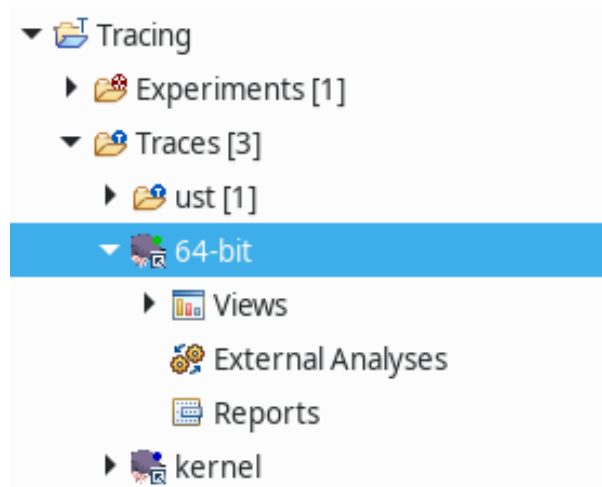 Tracing
Experiments [1]
Traces [3]
ust [1]
64-bit
Views
External Analyses
Reports
kernel